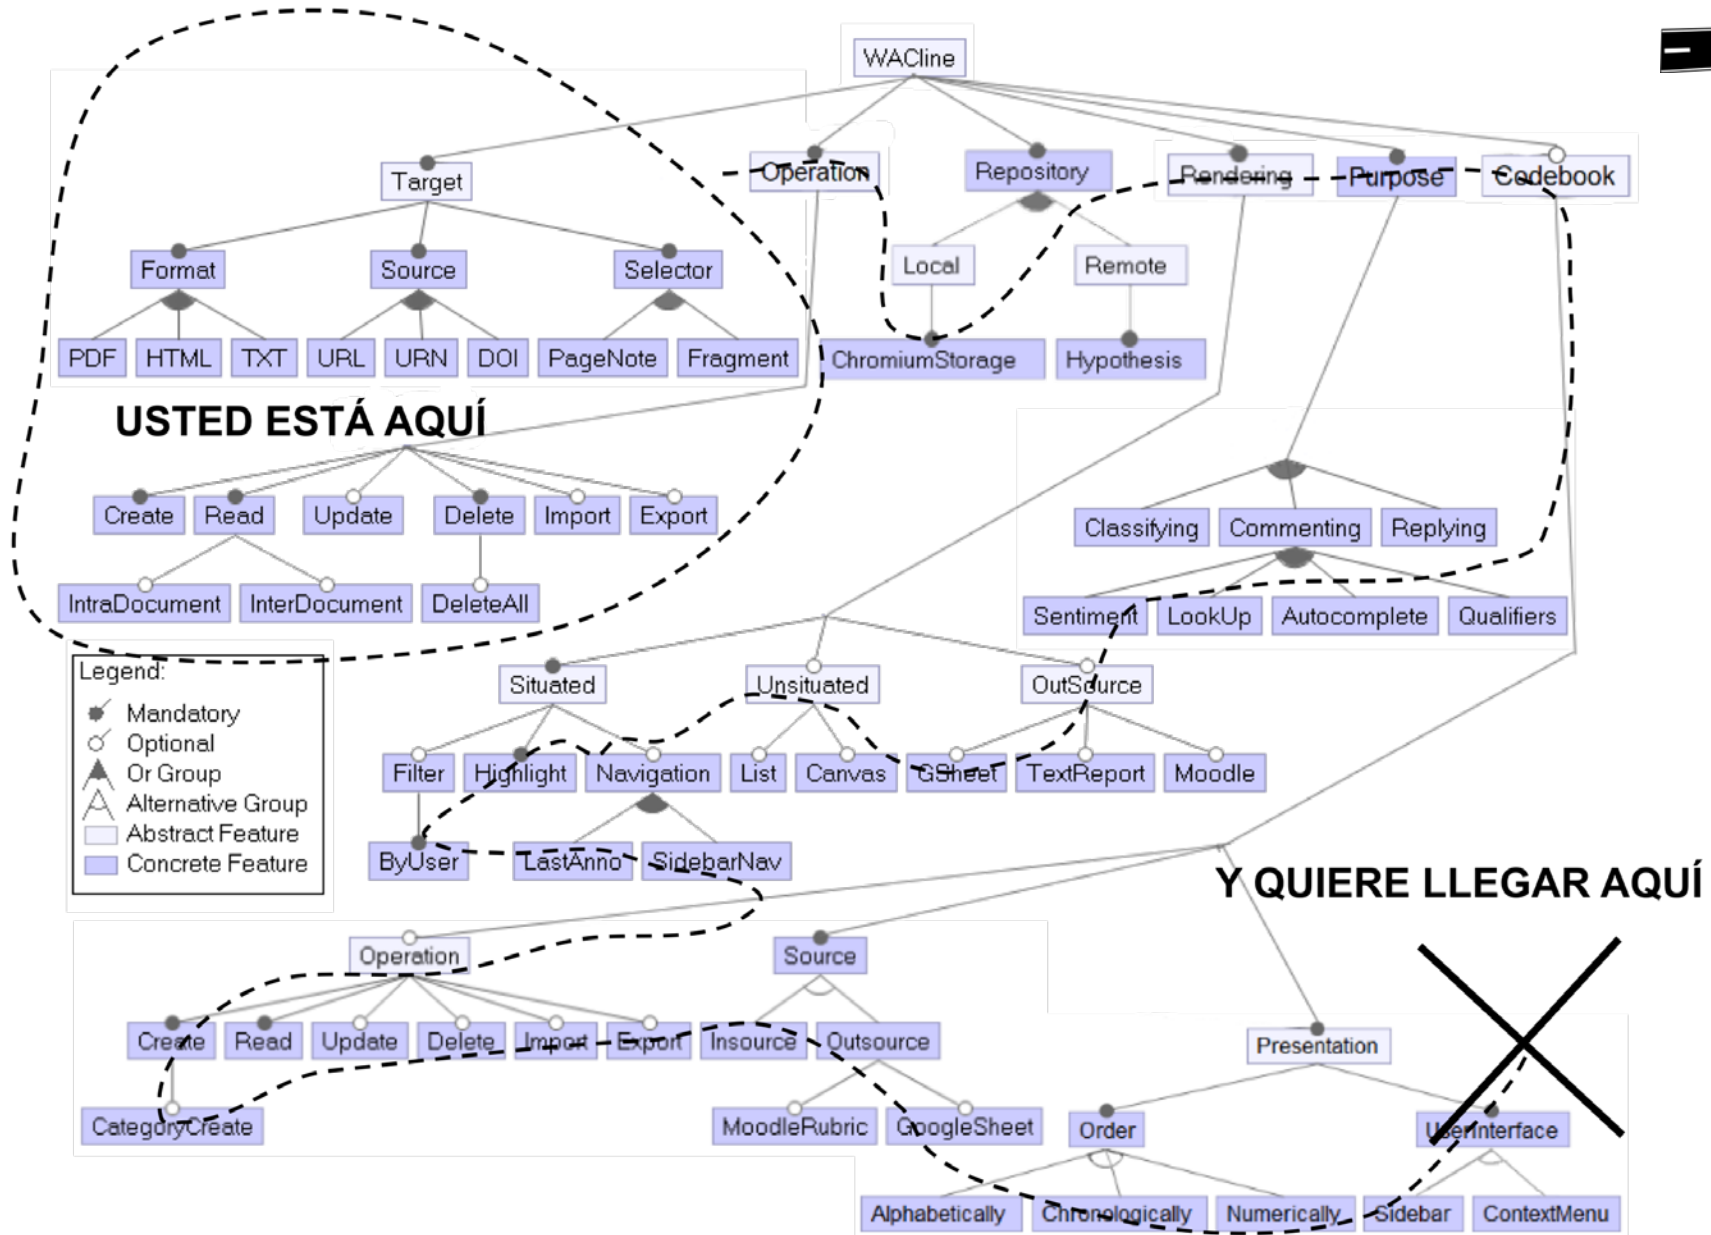 WACline
Target
Operation
Repository
Rendering
Purpose
Codebook
Format
Source
Selector
Local
Remote
PDF
HTML
TXT
URL
URN
DOI
PageNote
Fragment
ChromiumStorage
Hypothesis
USTED ESTÁ AQUÍ
Create
Read
Update
Delete
Import
Export
Classifying
Commenting
Replying
IntraDocument
InterDocument
DeleteAll
Sentiment
LookUp
Autocomplete
Qualifiers
Legend:
Mandatory
Optional
Or Group
Alternative Group
Abstract Feature
Concrete Feature
Situated
Unsituated
OutSource
Filter
Highlight
Navigation
List
Canvas
GSheet
TextReport
Moodle
ByUser
LastAnno
SidebarNav
Y QUIERE LLEGAR AQUÍ
Operation
Source
Create
Read
Update
Delete
Import
Export
Insource
Outsource
Presentation
CategoryCreate
MoodleRubric
GoogleSheet
Order
UserInterface
Alphabetically
Chronologically
Numerically
Sidebar
ContextMenu